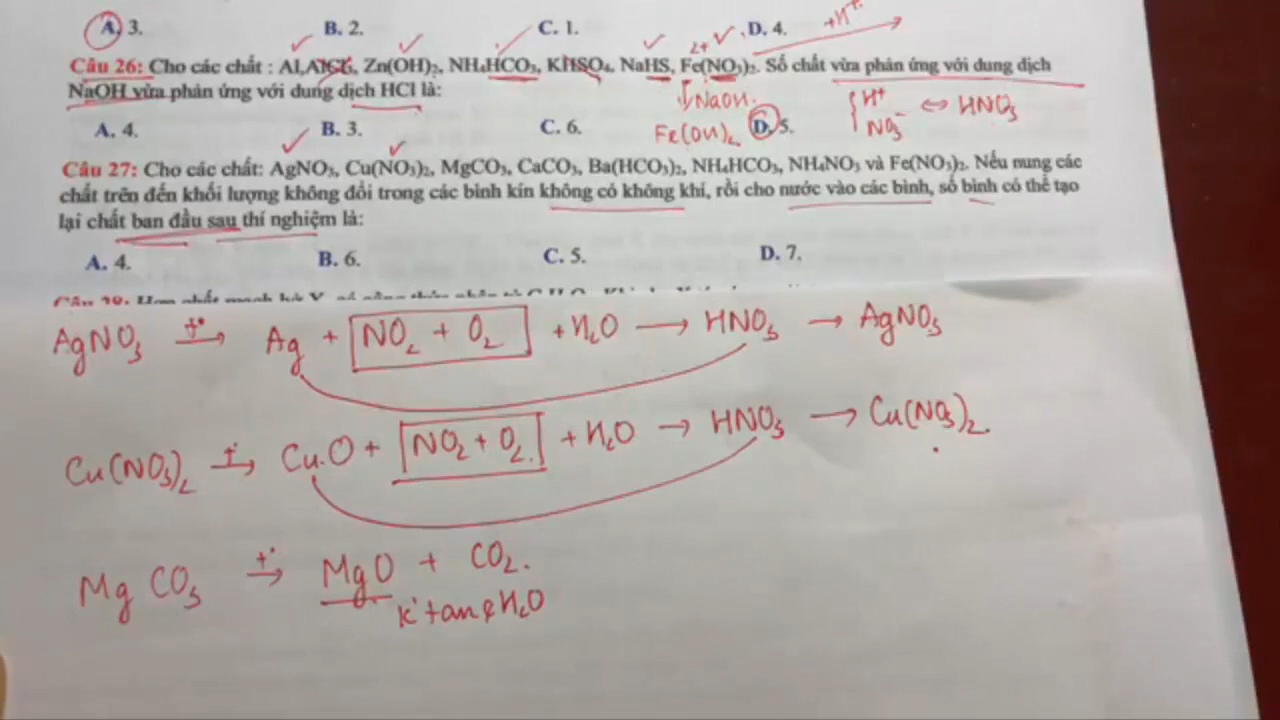 A. 3. B. 2. C. 1. D. 4. +H⁺
2+
Câu 26: Cho các chất : Al, AlCl₃, Zn(OH)₂, NH₄HCO₃, KHSO₄, NaHS, Fe(NO₃)₂. Số chất vừa phản ứng với dung dịch
NaOH vừa phản ứng với dung dịch HCl là:
NaOH. H⁺ NO₃⁻ ⇔ HNO₃
Fe(OH)₂
A. 4. B. 3. C. 6. D. 5.
Câu 27: Cho các chất: AgNO₃, Cu(NO₃)₂, MgCO₃, CaCO₃, Ba(HCO₃)₂, NH₄HCO₃, NH₄NO₃ và Fe(NO₃)₂. Nếu nung các
chất trên đến khối lượng không đổi trong các bình kín không có không khí, rồi cho nước vào các bình, số bình có thể tạo
lại chất ban đầu sau thí nghiệm là:
A. 4. B. 6. C. 5. D. 7.
AgNO₃ t° → Ag + NO₂ + O₂ + H₂O → HNO₃ → AgNO₃
Cu(NO₃)₂ t° → CuO + NO₂ + O₂ + H₂O → HNO₃ → Cu(NO₃)₂.
MgCO₃ t° → MgO + CO₂.
k° tan H₂O